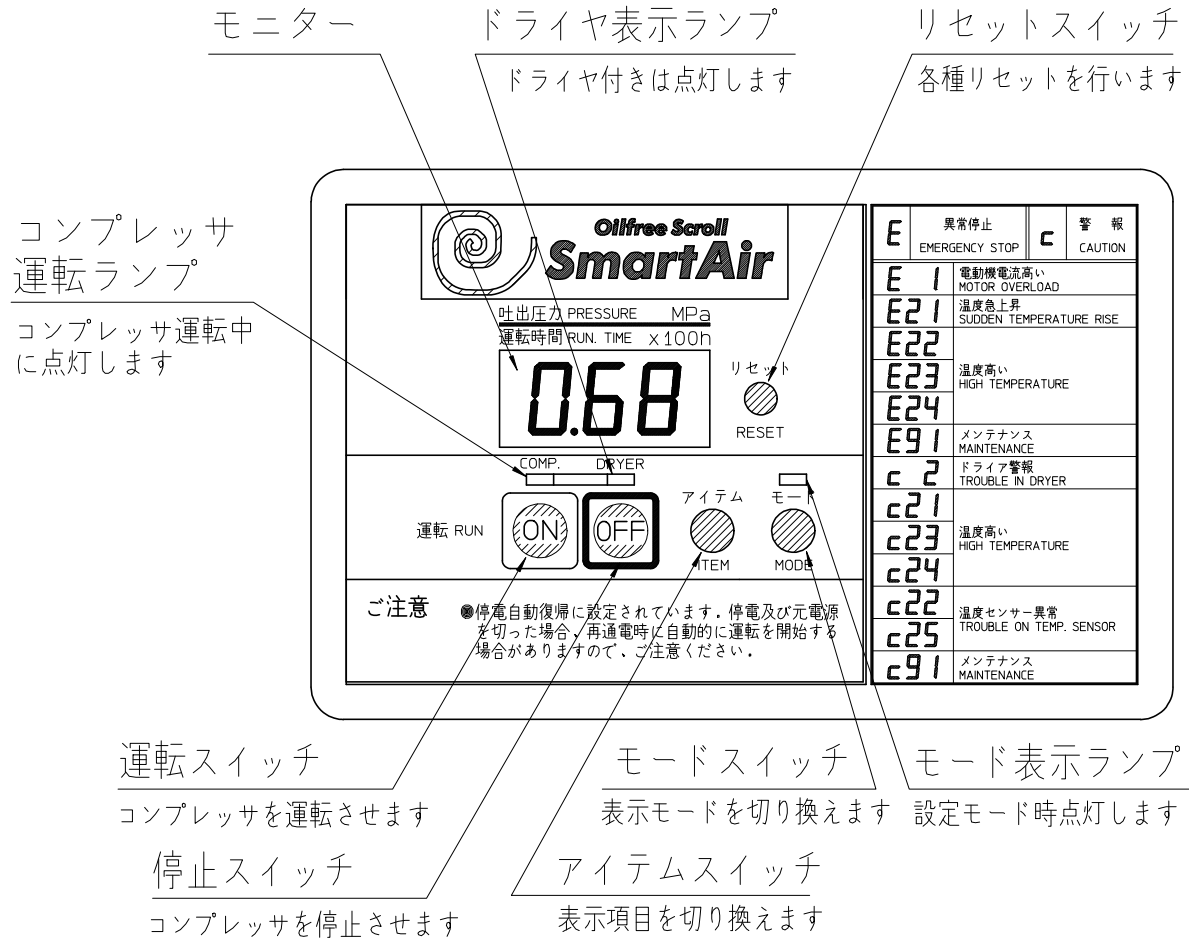 モニター
ドライヤ表示ランプ
ドライヤ付きは点灯します
リセットスイッチ
各種リセットを行います
コンプレッサ
運転ランプ
コンプレッサ運転中
に点灯します
Oilfree Scroll
SmartAir
吐出圧力 PRESSURE MPa
運転時間 RUN. TIME x100h
0.68
リセット
RESET
COMP. DRYER
運転 RUN
ON
OFF
アイテム
ITEM
モード
MODE
ご注意
◉停電自動復帰に設定されています．停電及び元電源
を切った場合、再通電時に自動的に運転を開始する
場合がありますので、ご注意ください．
E 異常停止 c 警 報
EMERGENCY STOP CAUTION
E 1 電動機電流高い
MOTOR OVERLOAD
E21 温度急上昇
SUDDEN TEMPERATURE RISE
E22
E23 温度高い
HIGH TEMPERATURE
E24
E91 メンテナンス
MAINTENANCE
c 2 ドライア警報
TROUBLE IN DRYER
c21
c23 温度高い
HIGH TEMPERATURE
c24
c22 温度センサー異常
TROUBLE ON TEMP. SENSOR
c25
c91 メンテナンス
MAINTENANCE
運転スイッチ
コンプレッサを運転させます
停止スイッチ
コンプレッサを停止させます
モードスイッチ
表示モードを切り換えます
アイテムスイッチ
表示項目を切り換えます
モード表示ランプ
設定モード時点灯します